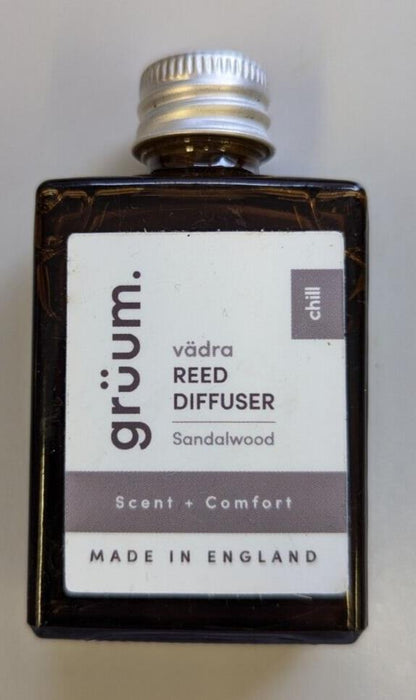 grüum.
chill
vädra
REED
DIFFUSER
Sandalwood
Scent + Comfort
MADE IN ENGLAND